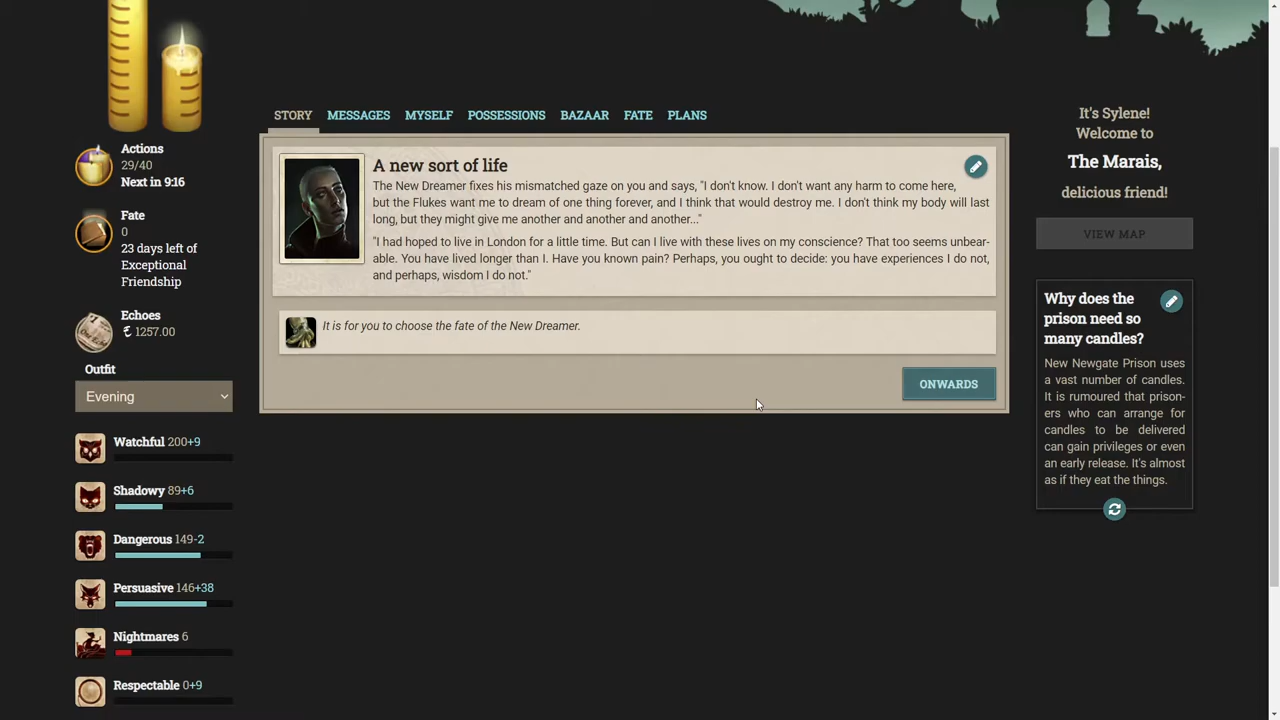 STORY
MESSAGES
MYSELF
POSSESSIONS
BAZAAR
FATE
PLANS
Actions
29/40
Next in 9:16
Fate
0
23 days left of
Exceptional
Friendship
Echoes
1257.00
Outfit
Evening
Watchful 200+9
Shadowy 89+6
Dangerous 149-2
Persuasive 146+38
Nightmares 6
Respectable 0+9
A new sort of life
The New Dreamer fixes his mismatched gaze on you and says, "I don't know. I don't want any harm to come here,
but the Flukes want me to dream of one thing forever, and I think that would destroy me. I don't think my body will last
long, but they might give me another and another and another..."
"I had hoped to live in London for a little time. But can I live with these lives on my conscience? That too seems unbear-
able. You have lived longer than I. Have you known pain? Perhaps, you ought to decide: you have experiences I do not,
and perhaps, wisdom I do not."
It is for you to choose the fate of the New Dreamer.
ONWARDS
It's Sylene!
Welcome to
The Marais,
delicious friend!
VIEW MAP
Why does the
prison need so
many candles?
New Newgate Prison uses
a vast number of candles.
It is rumoured that prison-
ers who can arrange for
candles to be delivered
can gain privileges or even
an early release. It's almost
as if they eat the things.